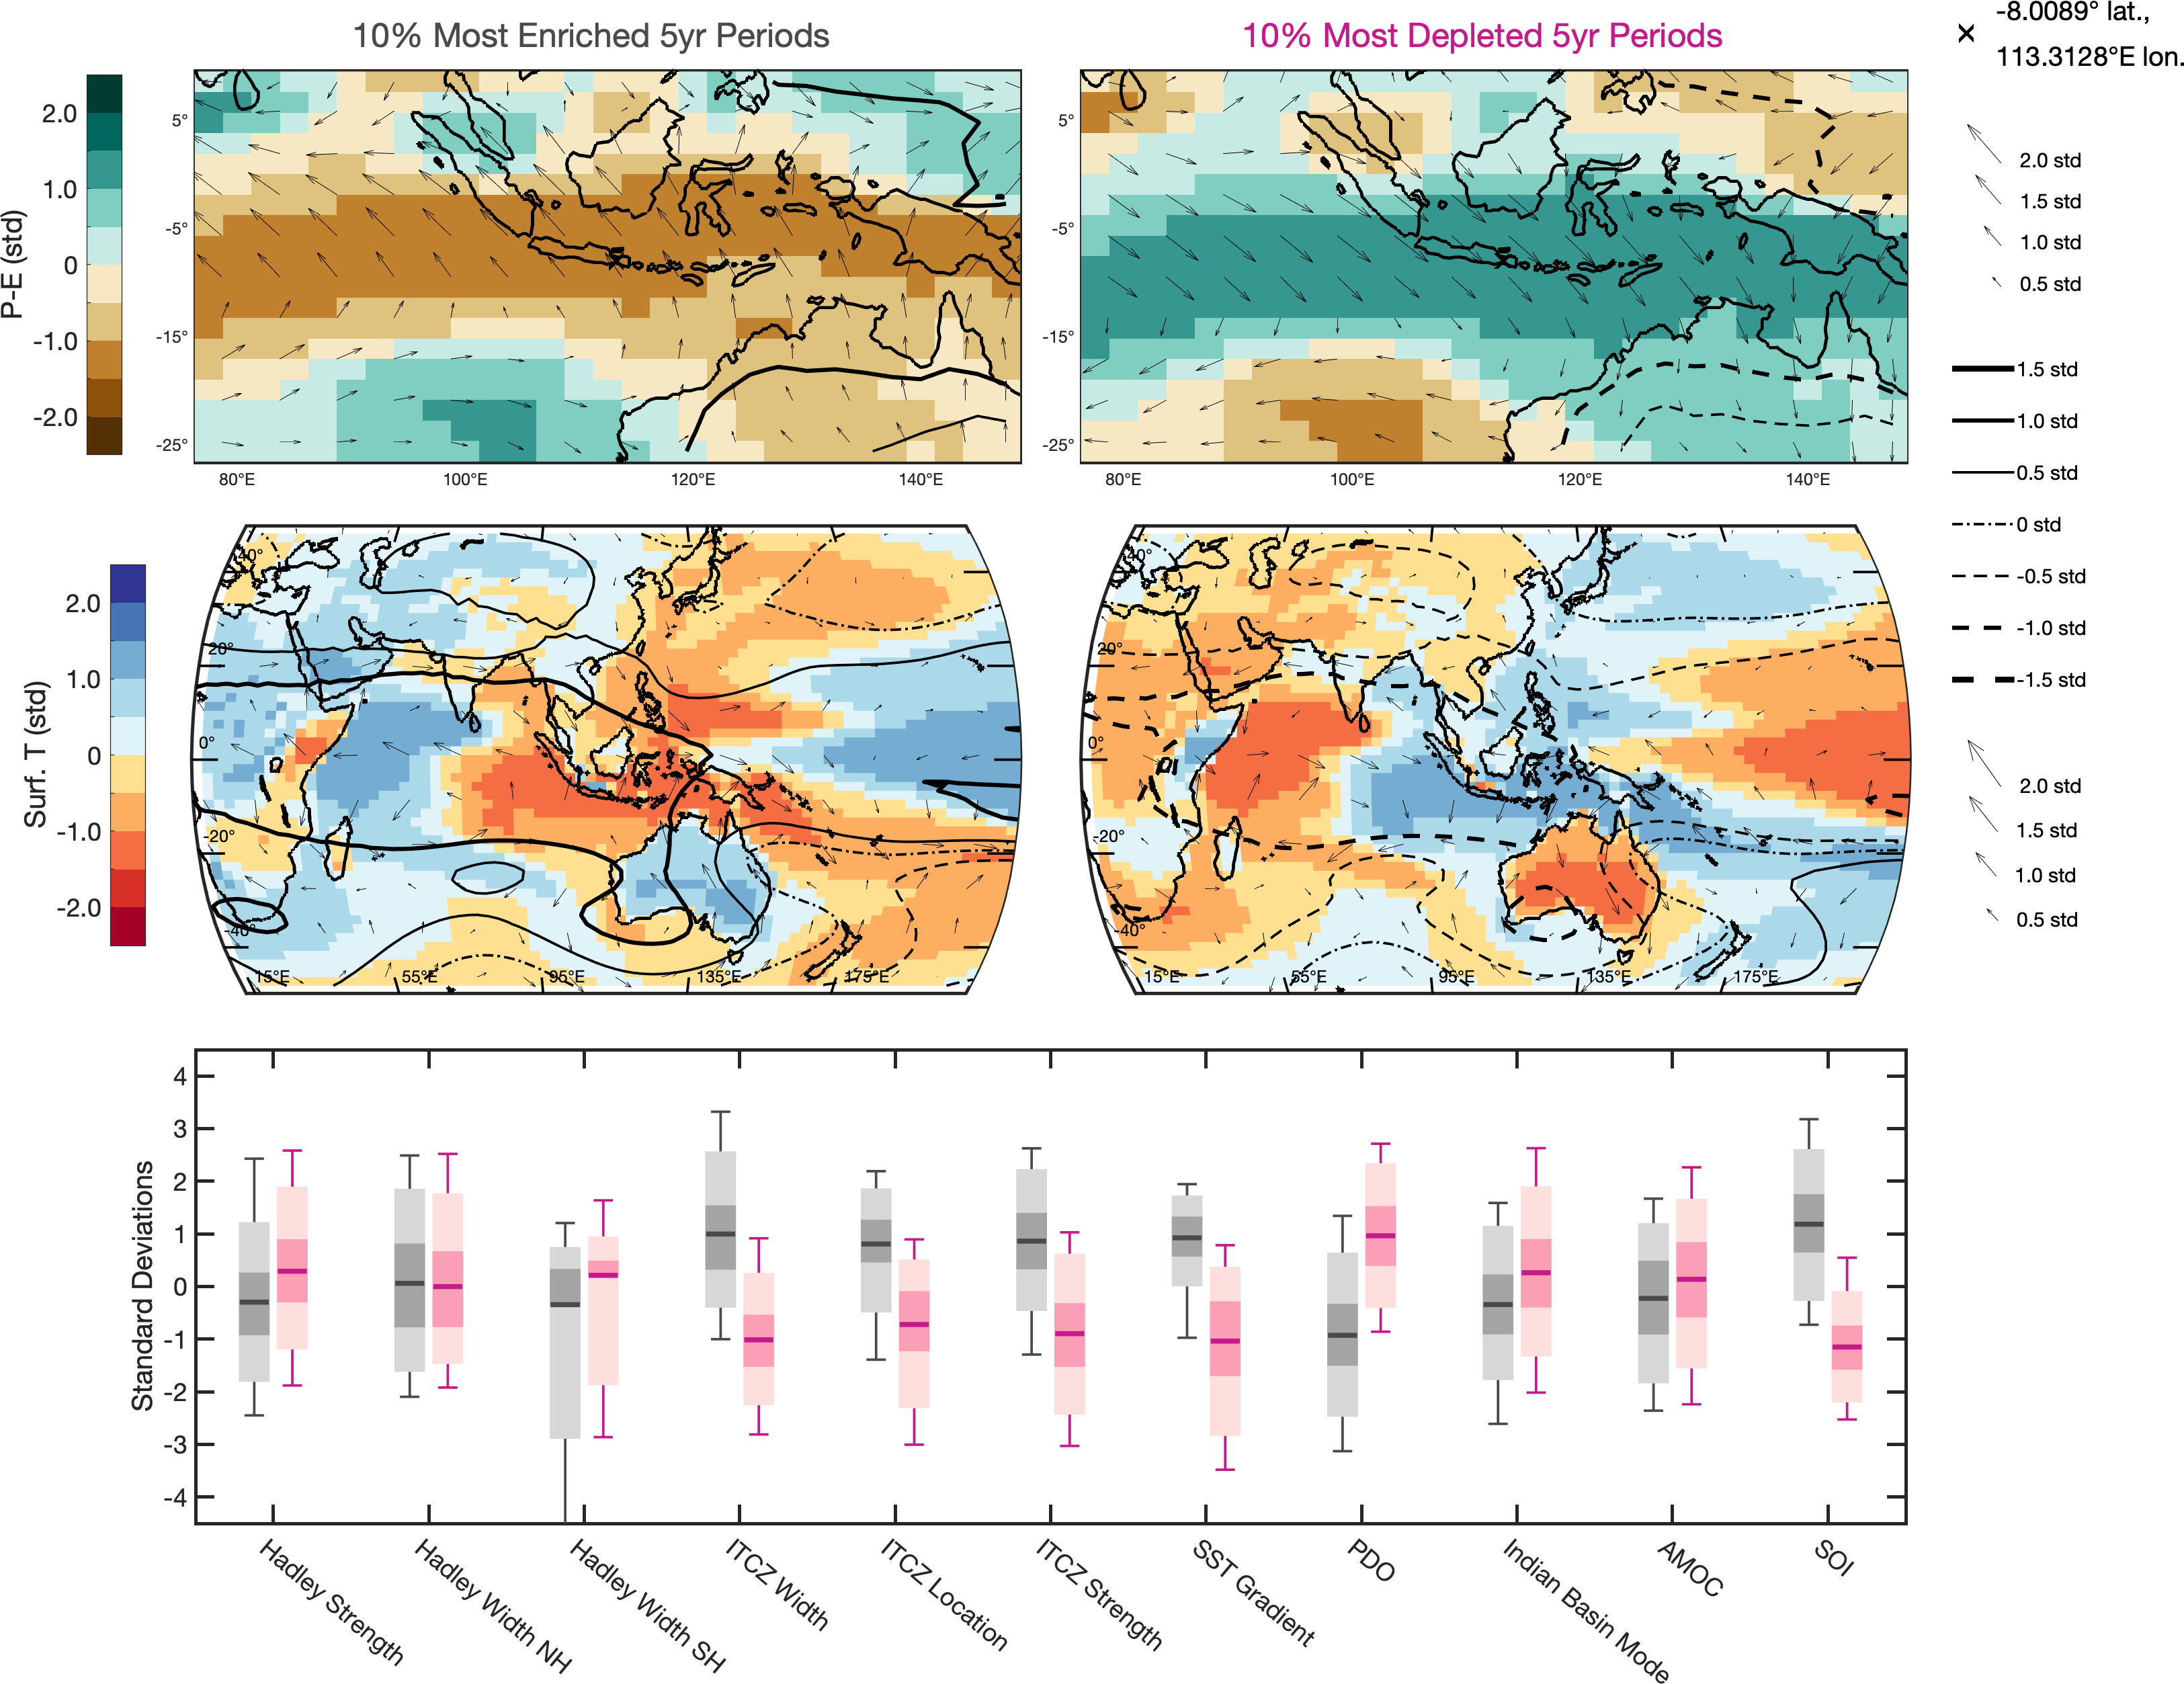 10% Most Enriched 5yr Periods
10% Most Depleted 5yr Periods
-8.0089° lat.,
113.3128°E lon.
P-E (std)
2.0
1.0
0
-1.0
-2.0
5°
-5°
-15°
-25°
80°E
100°E
120°E
140°E
5°
-5°
-15°
-25°
80°E
100°E
120°E
140°E
2.0 std
1.5 std
1.0 std
0.5 std
1.5 std
1.0 std
0.5 std
0 std
-0.5 std
-1.0 std
-1.5 std
Surf. T (std)
2.0
1.0
0
-1.0
-2.0
40°
20°
0°
-20°
-40°
15°E
55°E
95°E
135°E
175°E
40°
20°
0°
-20°
-40°
15°E
55°E
95°E
135°E
175°E
2.0 std
1.5 std
1.0 std
0.5 std
Standard Deviations
4
3
2
1
0
-1
-2
-3
-4
Hadley Strength
Hadley Width NH
Hadley Width SH
ITCZ Width
ITCZ Location
ITCZ Strength
SST Gradient
PDO
Indian Basin Mode
AMOC
SOI